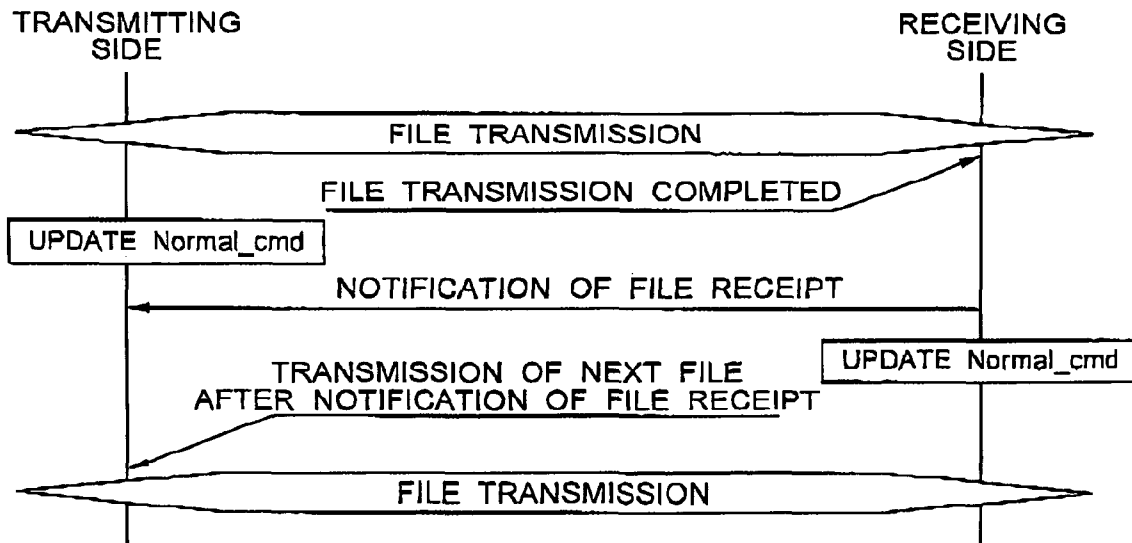 TRANSMITTING
SIDE
RECEIVING
SIDE
FILE TRANSMISSION
FILE TRANSMISSION COMPLETED
UPDATE Normal_cmd
NOTIFICATION OF FILE RECEIPT
UPDATE Normal_cmd
TRANSMISSION OF NEXT FILE
AFTER NOTIFICATION OF FILE RECEIPT
FILE TRANSMISSION